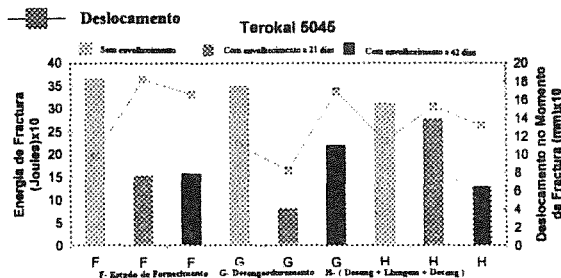 Deslocamento
Terokal 5045
Sem envelhecimento Com envelhecimento a 21 dias Com envelhecimento a 42 dias
Energia de Fractura
(Joules)x10
40
35
30
25
20
15
10
5
0
20
18
16
14
12
10
8
6
4
2
0
Deslocamento no Momento
da Fractura (mm)x10
F F F G G G H H H
F- Estado de Fornecimento G- Desengorduramento H- ( Deseng + Lixagem + Deseng )